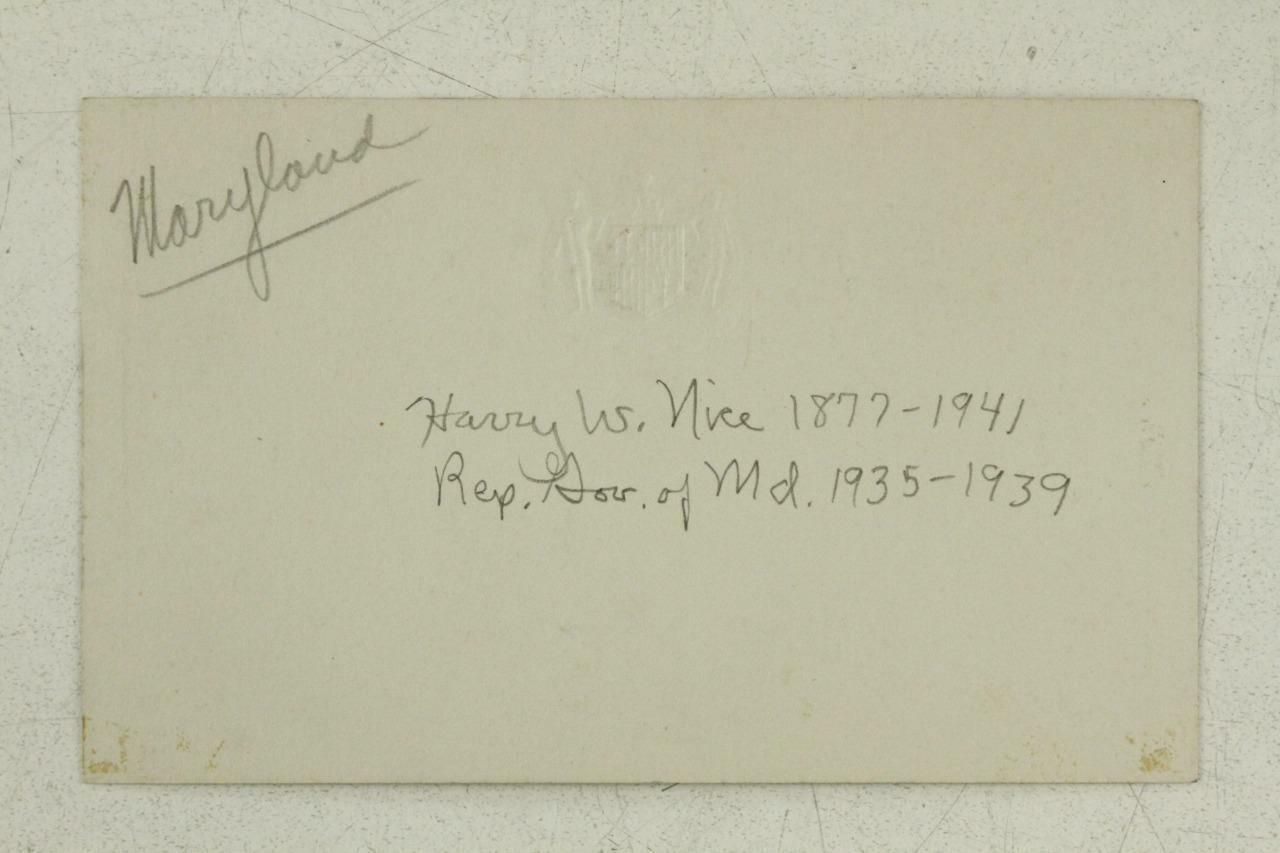 Maryland
Harry W. Nice 1877-1941
Rep. Gov. of Md. 1935-1939